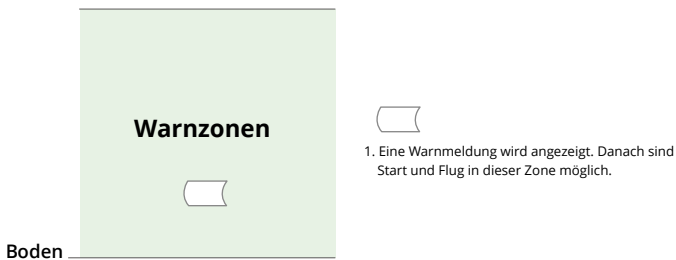 Warnzonen
Boden
1. Eine Warnmeldung wird angezeigt. Danach sind
Start und Flug in dieser Zone möglich.